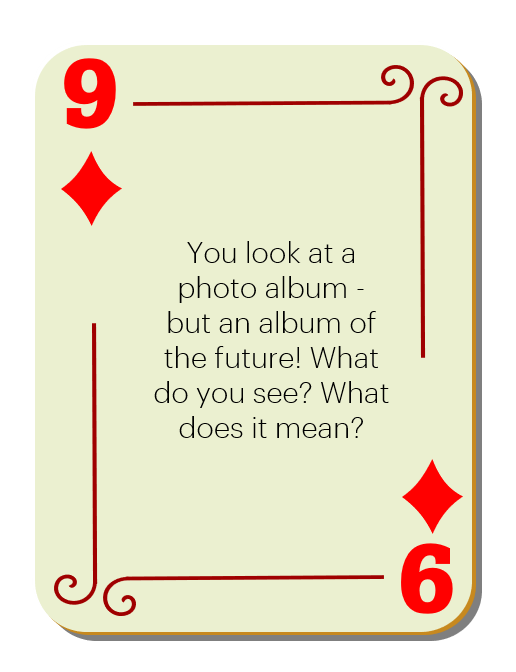 9
You look at a
photo album -
but an album of
the future! What
do you see? What
does it mean?
9